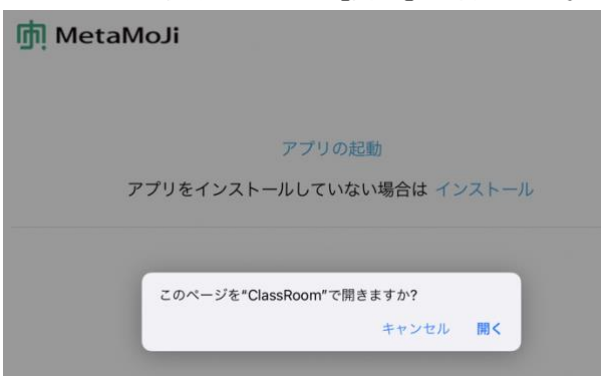 MetaMoJi
アプリの起動
アプリをインストールしていない場合は インストール
このページを“ClassRoom”で開きますか?
キャンセル 開く